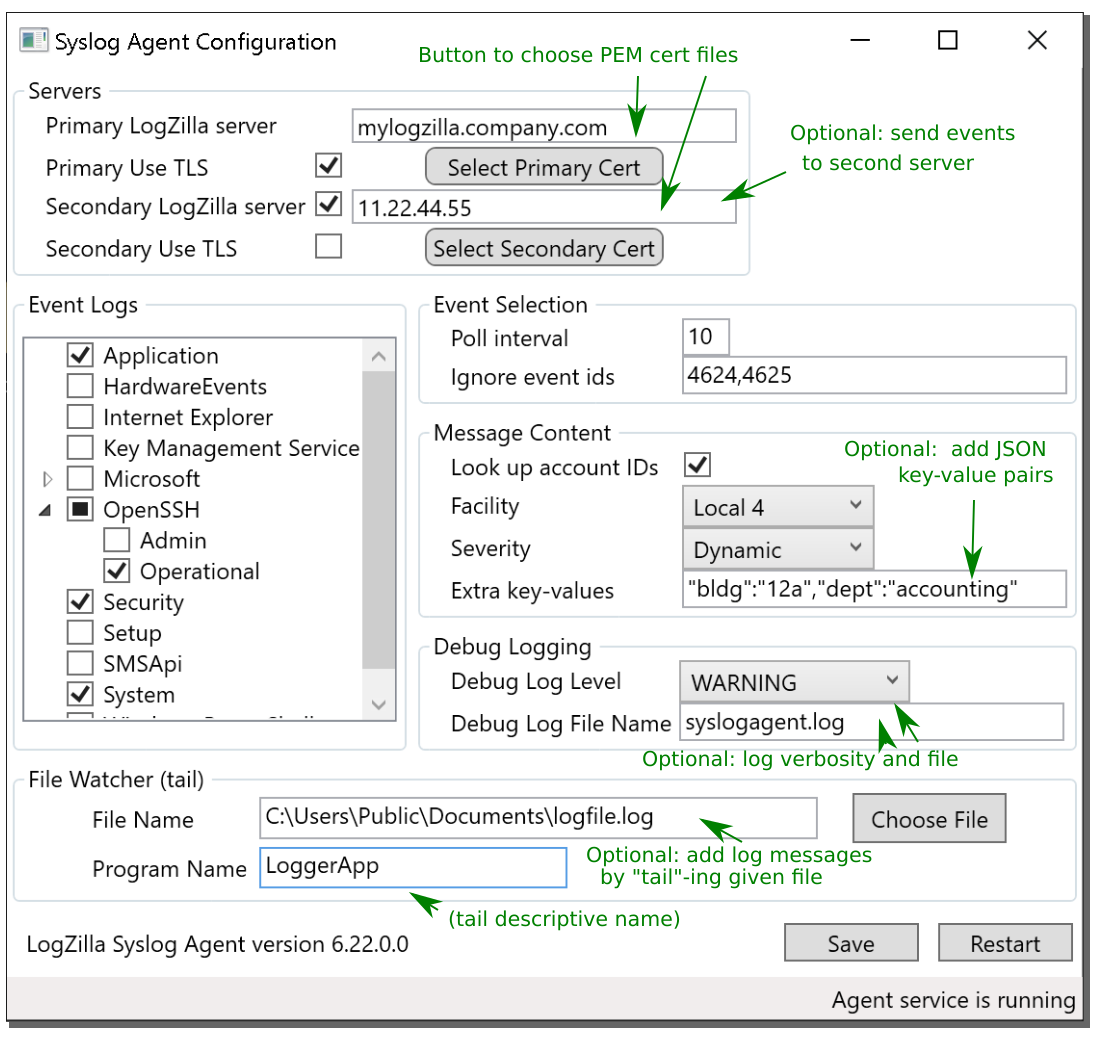 Syslog Agent Configuration
Button to choose PEM cert files
Servers
Primary LogZilla server
mylogzilla.company.com
Optional: send events
to second server
Primary Use TLS
Select Primary Cert
Secondary LogZilla server
11.22.44.55
Secondary Use TLS
Select Secondary Cert
Event Logs
Application
HardwareEvents
Internet Explorer
Key Management Service
Microsoft
OpenSSH
Admin
Operational
Security
Setup
SMSApi
System
Event Selection
Poll interval
10
Ignore event ids
4624,4625
Message Content
Optional: add JSON
key-value pairs
Look up account IDs
Facility
Local 4
Severity
Dynamic
Extra key-values
"bldg":"12a","dept":"accounting"
Debug Logging
Debug Log Level
WARNING
Debug Log File Name
syslogagent.log
Optional: log verbosity and file
File Watcher (tail)
File Name
C:\Users\Public\Documents\logfile.log
Choose File
Optional: add log messages
by "tail"-ing given file
Program Name
LoggerApp
(tail descriptive name)
LogZilla Syslog Agent version 6.22.0.0
Save
Restart
Agent service is running